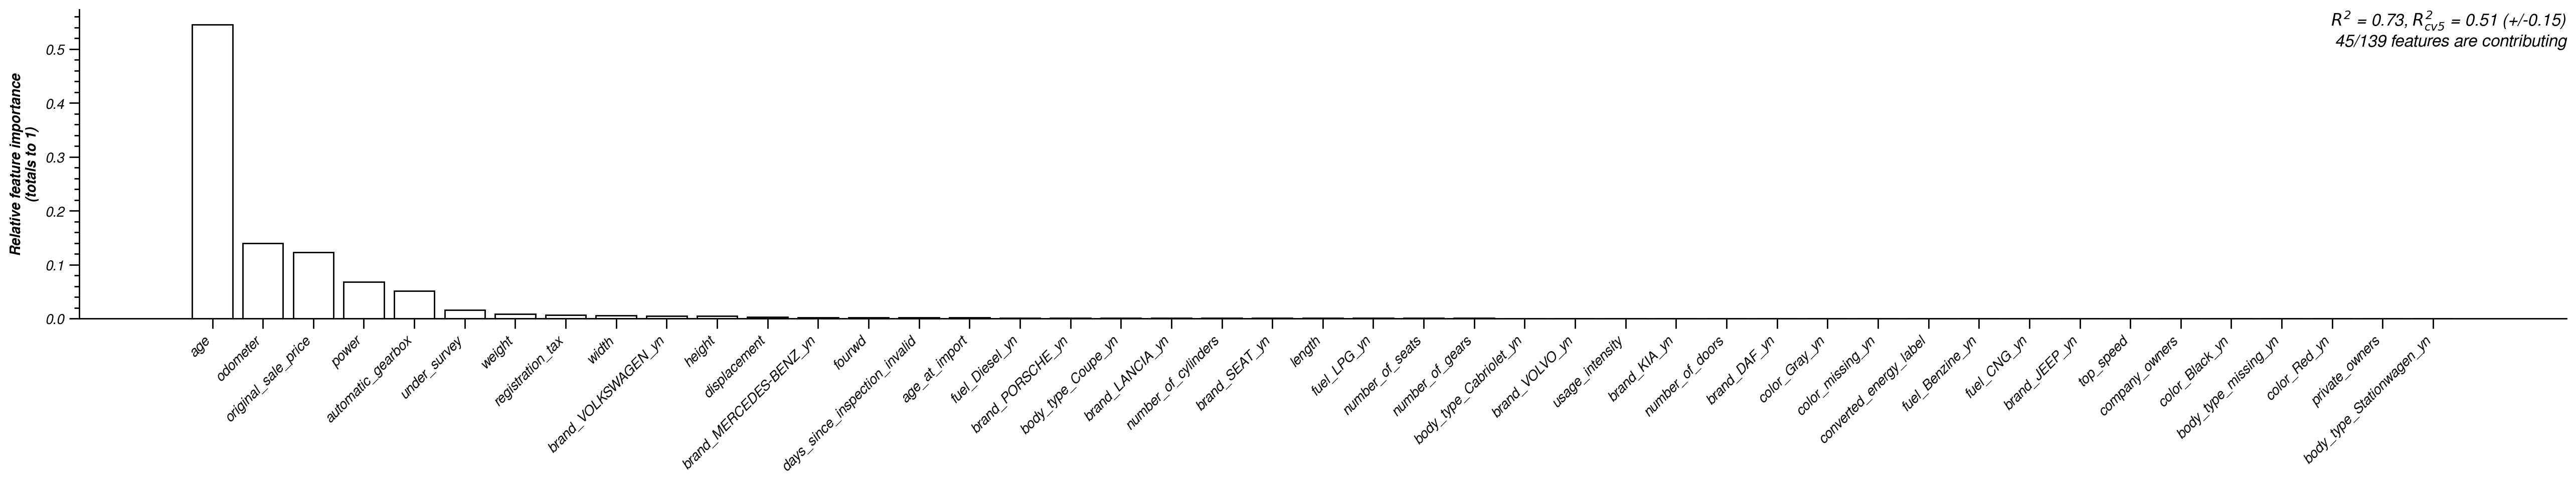 R² = 0.73, R²cv5 = 0.51 (+/-0.15)
45/139 features are contributing
Relative feature importance
(totals to 1)
0.5
0.4
0.3
0.2
0.1
0.0
age
odometer
original_sale_price
power
automatic_gearbox
under_survey
weight
registration_tax
width
brand_VOLKSWAGEN_yn
height
displacement
brand_MERCEDES-BENZ_yn
fourwd
days_since_inspection_invalid
age_at_import
fuel_Diesel_yn
brand_PORSCHE_yn
body_type_Coupe_yn
brand_LANCIA_yn
number_of_cylinders
brand_SEAT_yn
length
fuel_LPG_yn
number_of_seats
number_of_gears
body_type_Cabriolet_yn
brand_VOLVO_yn
usage_intensity
brand_KIA_yn
number_of_doors
brand_DAF_yn
color_Gray_yn
color_missing_yn
converted_energy_label
fuel_Benzine_yn
fuel_CNG_yn
brand_JEEP_yn
top_speed
company_owners
color_Black_yn
body_type_missing_yn
color_Red_yn
private_owners
body_type_Stationwagen_yn